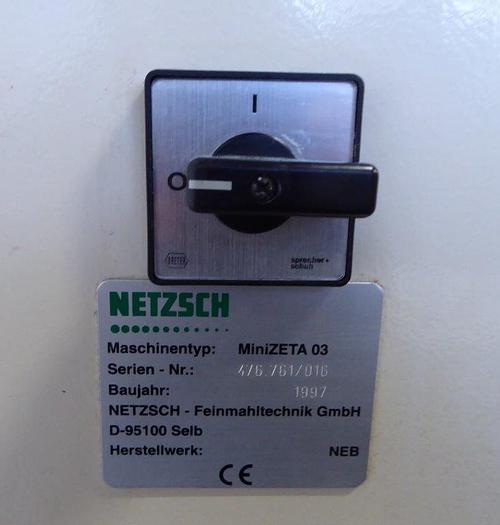 I
O
BREVER
sprecher+
schuh
NETZSCH
Maschinentyp: MiniZETA 03
Serien - Nr.: 476.761/016
Baujahr: 1997
NETZSCH - Feinmahltechnik GmbH
D-95100 Selb
Herstellwerk: NEB
CE